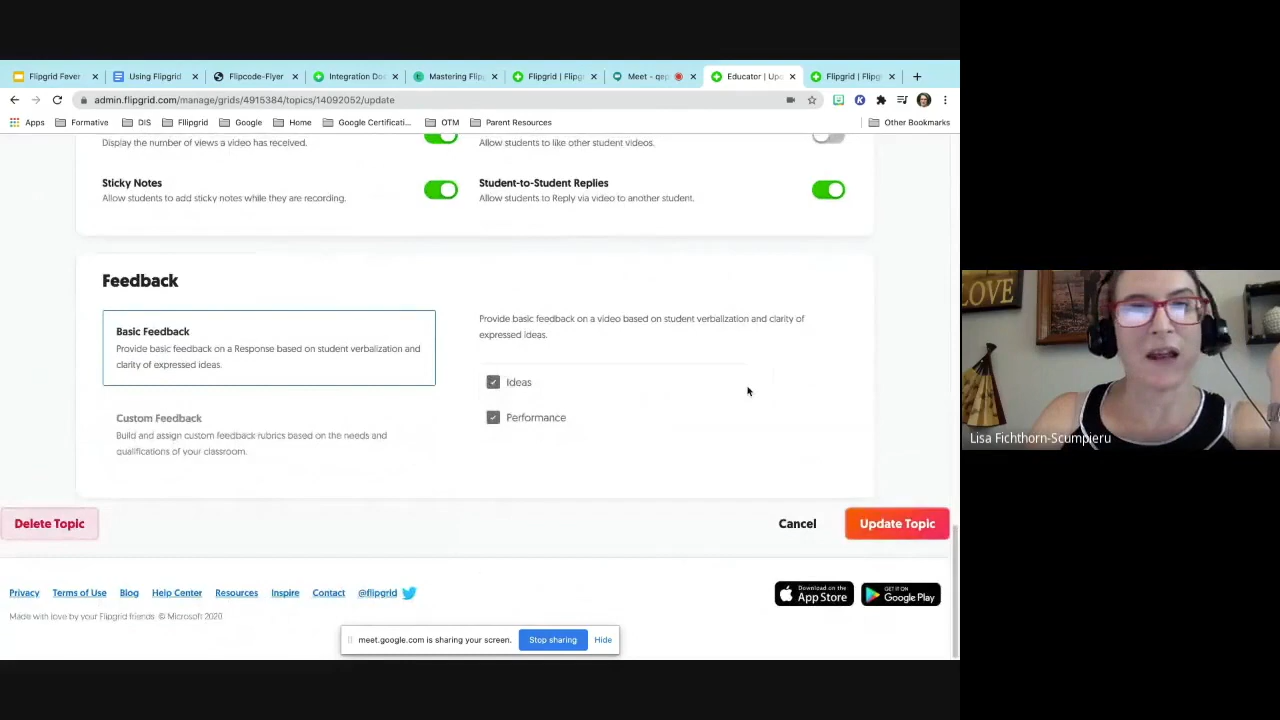 Flipgrid Fever
Using Flipgrid
Flipcode-Flyer
Integration Doc
Mastering Flipg
Flipgrid | Flipg
Meet - qep
Educator | Upd
Flipgrid | Flipg
admin.flipgrid.com/manage/grids/4915384/topics/14092052/update
Apps
Formative
DIS
Fllipgrid
Google
Home
Google Certificati...
OTM
Parent Resources
Other Bookmarks
Display the number of views a video has received.
Allow students to like other student videos.
Sticky Notes
Student-to-Student Replies
Allow students to add sticky notes while they are recording.
Allow students to Reply via video to another student.
Feedback
Basic Feedback
Provide basic feedback on a Response based on student verbalization and
clarity of expressed ideas.
Custom Feedback
Build and assign custom feedback rubrics based on the needs and
qualifications of your classroom.
Provide basic feedback on a video based on student verbalization and clarity of
expressed ideas.
Ideas
Performance
Delete Topic
Cancel
Update Topic
Privacy
Terms of Use
Blog
Help Center
Resources
Inspire
Contact
@flipgrid
Made with love by your Flipgrid friends © Microsoft 2020
Download on the
App Store
GET IT ON
Google Play
meet.google.com is sharing your screen.
Stop sharing
Hide
LOVE
Lisa Fichthorn-Scumpieru